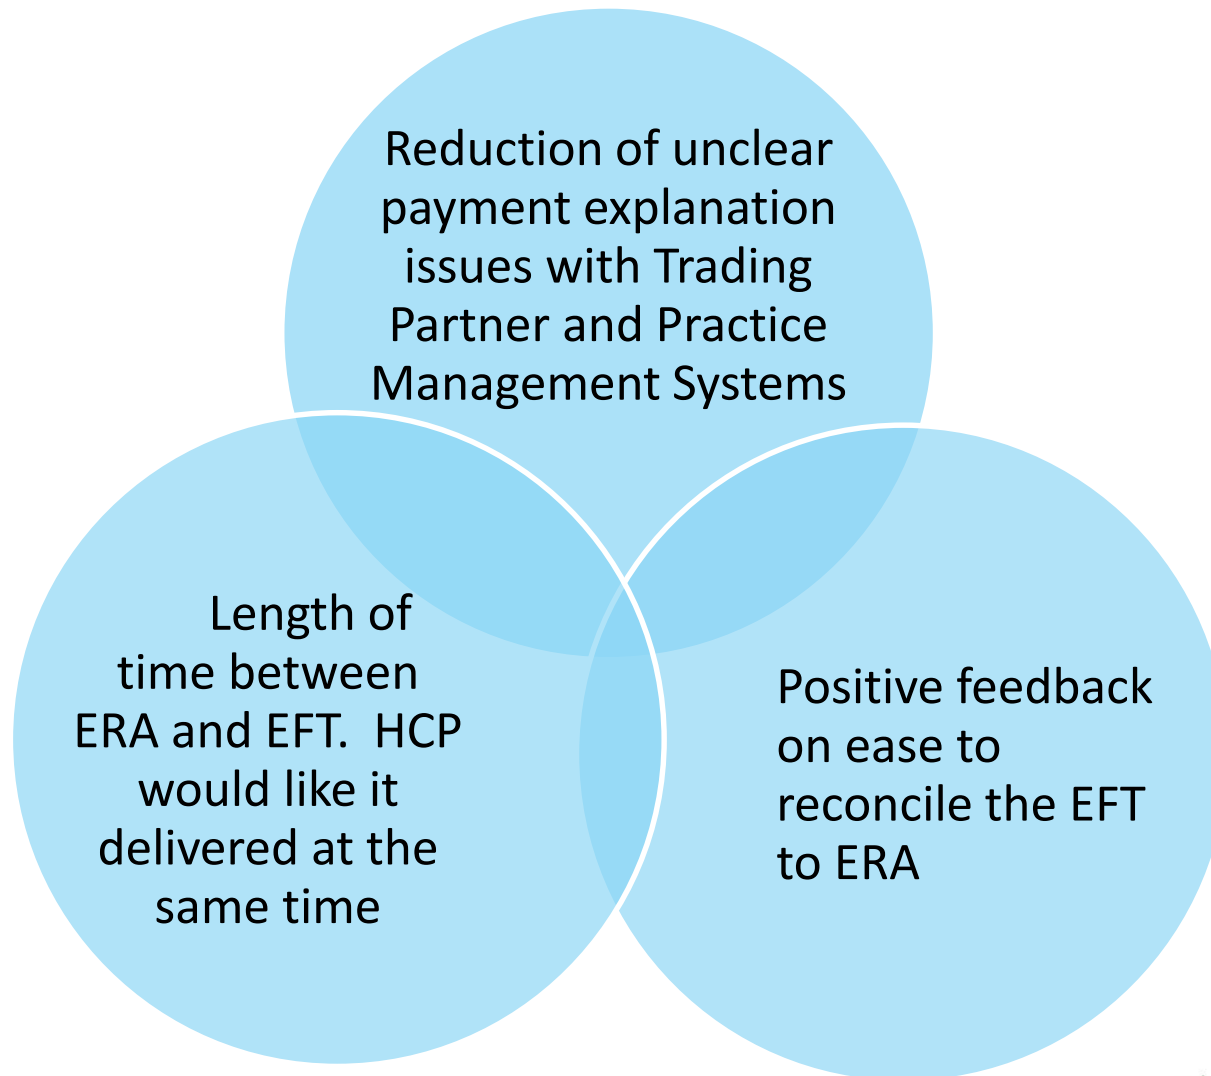 Reduction of unclear
payment explanation
issues with Trading
Partner and Practice
Management Systems
Length of
time between
ERA and EFT.  HCP
would like it
delivered at the
same time
Positive feedback
on ease to
reconcile the EFT
to ERA